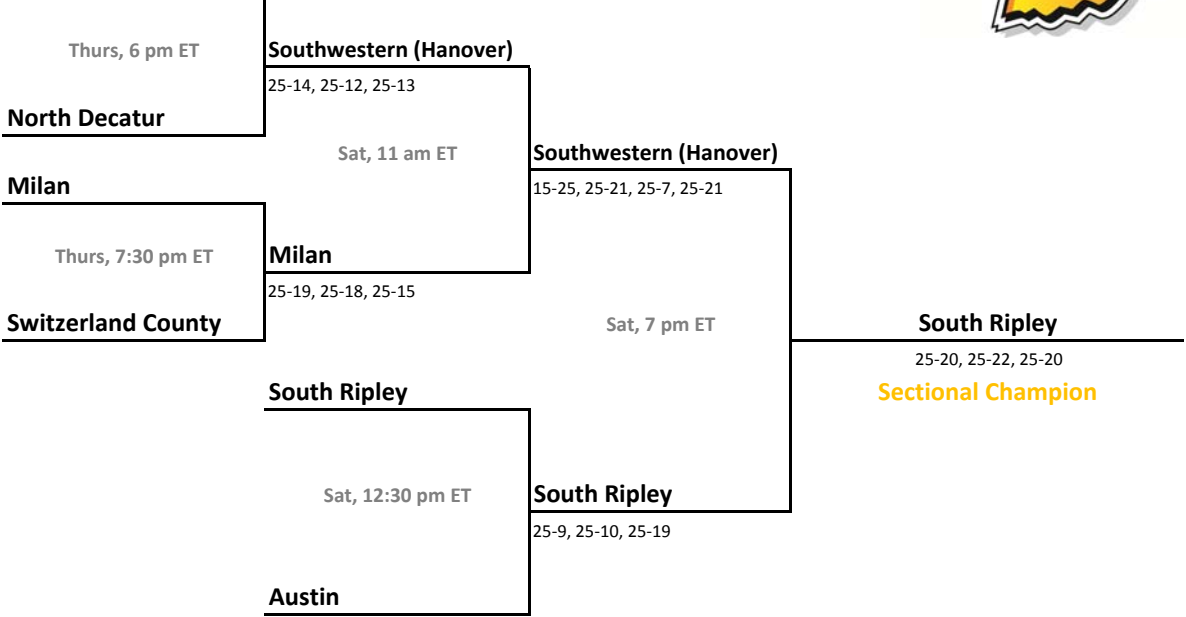 Thurs, 6 pm ET
Southwestern (Hanover)
25-14, 25-12, 25-13
North Decatur
Sat, 11 am ET
Southwestern (Hanover)
Milan
15-25, 25-21, 25-7, 25-21
Thurs, 7:30 pm ET
Milan
25-19, 25-18, 25-15
Switzerland County
Sat, 7 pm ET
South Ripley
25-20, 25-22, 25-20
South Ripley
Sectional Champion
Sat, 12:30 pm ET
South Ripley
25-9, 25-10, 25-19
Austin